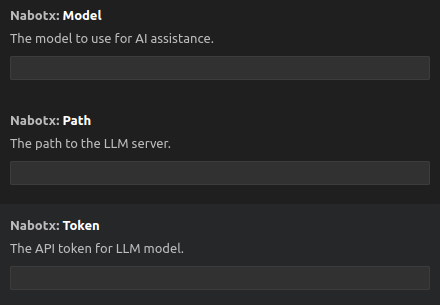 Nabotx: Model
The model to use for AI assistance.
Nabotx: Path
The path to the LLM server.
Nabotx: Token
The API token for LLM model.